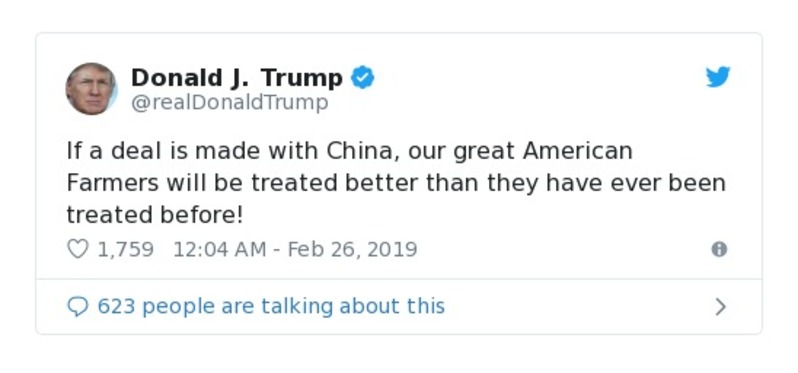 Donald J. Trump
@realDonaldTrump
If a deal is made with China, our great American
Farmers will be treated better than they have ever been
treated before!
1,759 12:04 AM - Feb 26, 2019
623 people are talking about this